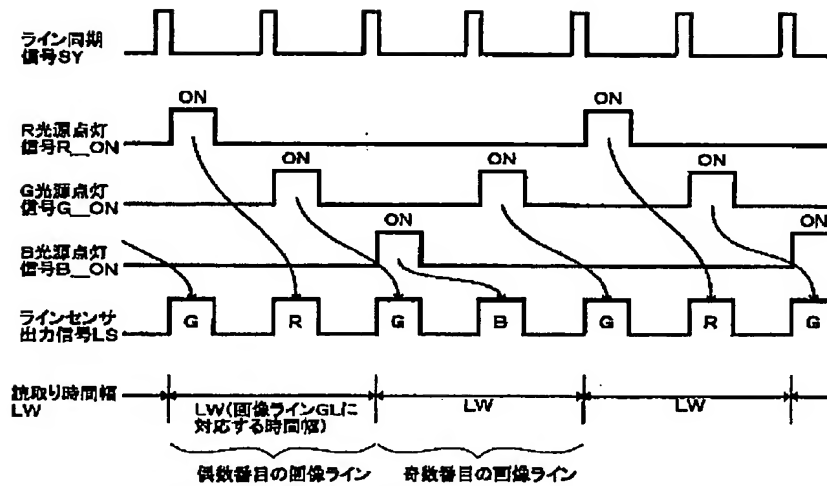 ライン同期
信号SY
ON
ON
R光源点灯
信号R__ON
ON
ON
ON
G光源点灯
信号G__ON
ON
ON
B光源点灯
信号B__ON
ラインセンサ
出力信号LS
G
R
G
B
G
R
G
読取り時間幅
LW
LW(画像ラインGLに
対応する時間幅)
LW
LW
偶数番目の画像ライン
奇数番目の画像ライン